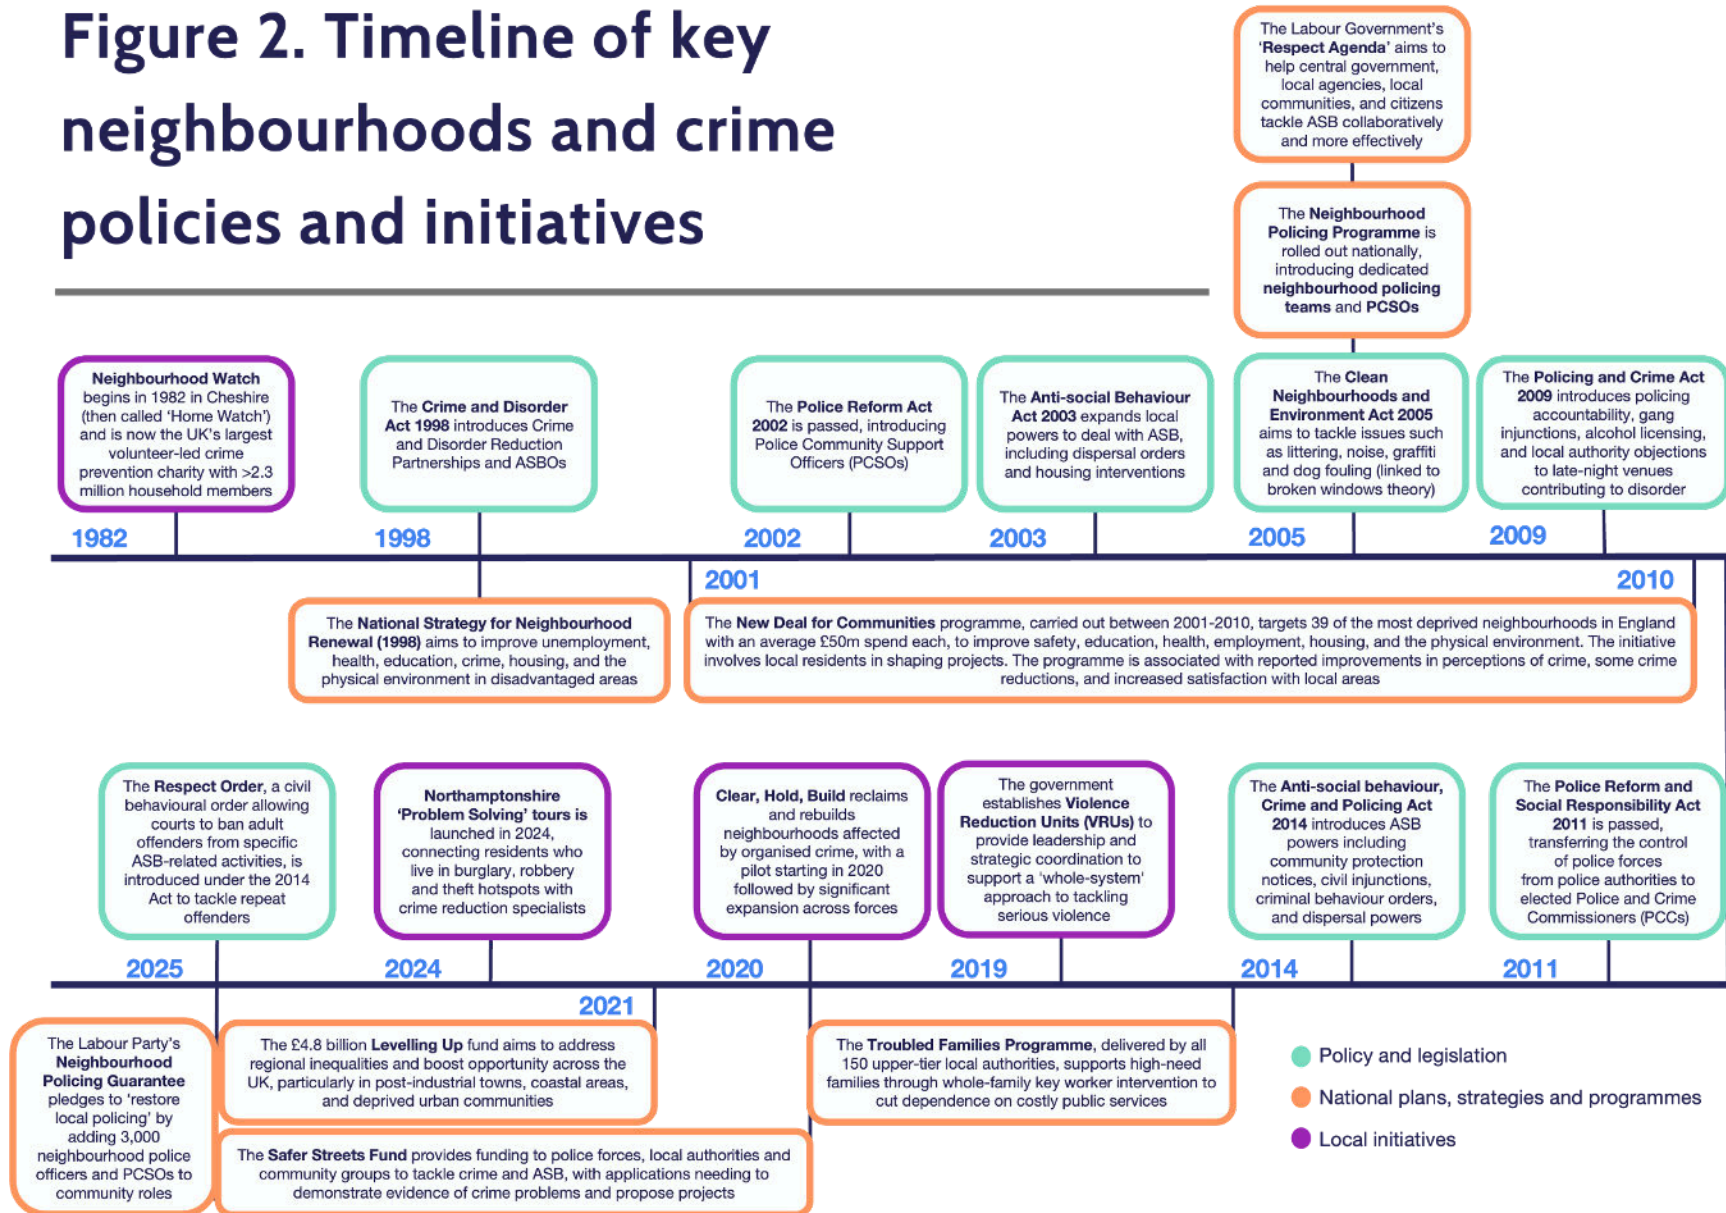 Figure 2. Timeline of key
neighbourhoods and crime
policies and initiatives
The Labour Government's
'Respect Agenda' aims to
help central government,
local agencies, local
communities, and citizens
tackle ASB collaboratively
and more effectively
The Neighbourhood
Policing Programme is
rolled out nationally,
introducing dedicated
neighbourhood policing
teams and PCSOs
Neighbourhood Watch
begins in 1982 in Cheshire
(then called 'Home Watch')
and is now the UK's largest
volunteer-led crime
prevention charity with >2.3
million household members
The Crime and Disorder
Act 1998 introduces Crime
and Disorder Reduction
Partnerships and ASBOs
The Police Reform Act
2002 is passed, introducing
Police Community Support
Officers (PCSOs)
The Anti-social Behaviour
Act 2003 expands local
powers to deal with ASB,
including dispersal orders
and housing interventions
The Clean
Neighbourhoods and
Environment Act 2005
aims to tackle issues such
as littering, noise, graffiti
and dog fouling (linked to
broken windows theory)
The Policing and Crime Act
2009 introduces policing
accountability, gang
injunctions, alcohol licensing,
and local authority objections
to late-night venues
contributing to disorder
1982
1998
2002
2003
2005
2009
2001
2010
The National Strategy for Neighbourhood
Renewal (1998) aims to improve unemployment,
health, education, crime, housing, and the
physical environment in disadvantaged areas
The New Deal for Communities programme, carried out between 2001-2010, targets 39 of the most deprived neighbourhoods in England
with an average £50m spend each, to improve safety, education, health, employment, housing, and the physical environment. The initiative
involves local residents in shaping projects. The programme is associated with reported improvements in perceptions of crime, some crime
reductions, and increased satisfaction with local areas
The Respect Order, a civil
behavioural order allowing
courts to ban adult
offenders from specific
ASB-related activities, is
introduced under the 2014
Act to tackle repeat
offenders
Northamptonshire
'Problem Solving' tours is
launched in 2024,
connecting residents who
live in burglary, robbery
and theft hotspots with
crime reduction specialists
Clear, Hold, Build reclaims
and rebuilds
neighbourhoods affected
by organised crime, with a
pilot starting in 2020
followed by significant
expansion across forces
The government
establishes Violence
Reduction Units (VRUs) to
provide leadership and
strategic coordination to
support a 'whole-system'
approach to tackling
serious violence
The Anti-social behaviour,
Crime and Policing Act
2014 introduces ASB
powers including
community protection
notices, civil injunctions,
criminal behaviour orders,
and dispersal powers
The Police Reform and
Social Responsibility Act
2011 is passed,
transferring the control
of police forces
from police authorities to
elected Police and Crime
Commissioners (PCCs)
2025
2024
2020
2019
2014
2011
2021
The Labour Party's
Neighbourhood
Policing Guarantee
pledges to 'restore
local policing' by
adding 3,000
neighbourhood police
officers and PCSOs to
community roles
The £4.8 billion Levelling Up fund aims to address
regional inequalities and boost opportunity across the
UK, particularly in post-industrial towns, coastal areas,
and deprived urban communities
The Safer Streets Fund provides funding to police forces, local authorities and
community groups to tackle crime and ASB, with applications needing to
demonstrate evidence of crime problems and propose projects
The Troubled Families Programme, delivered by all
150 upper-tier local authorities, supports high-need
families through whole-family key worker intervention to
cut dependence on costly public services
Policy and legislation
National plans, strategies and programmes
Local initiatives